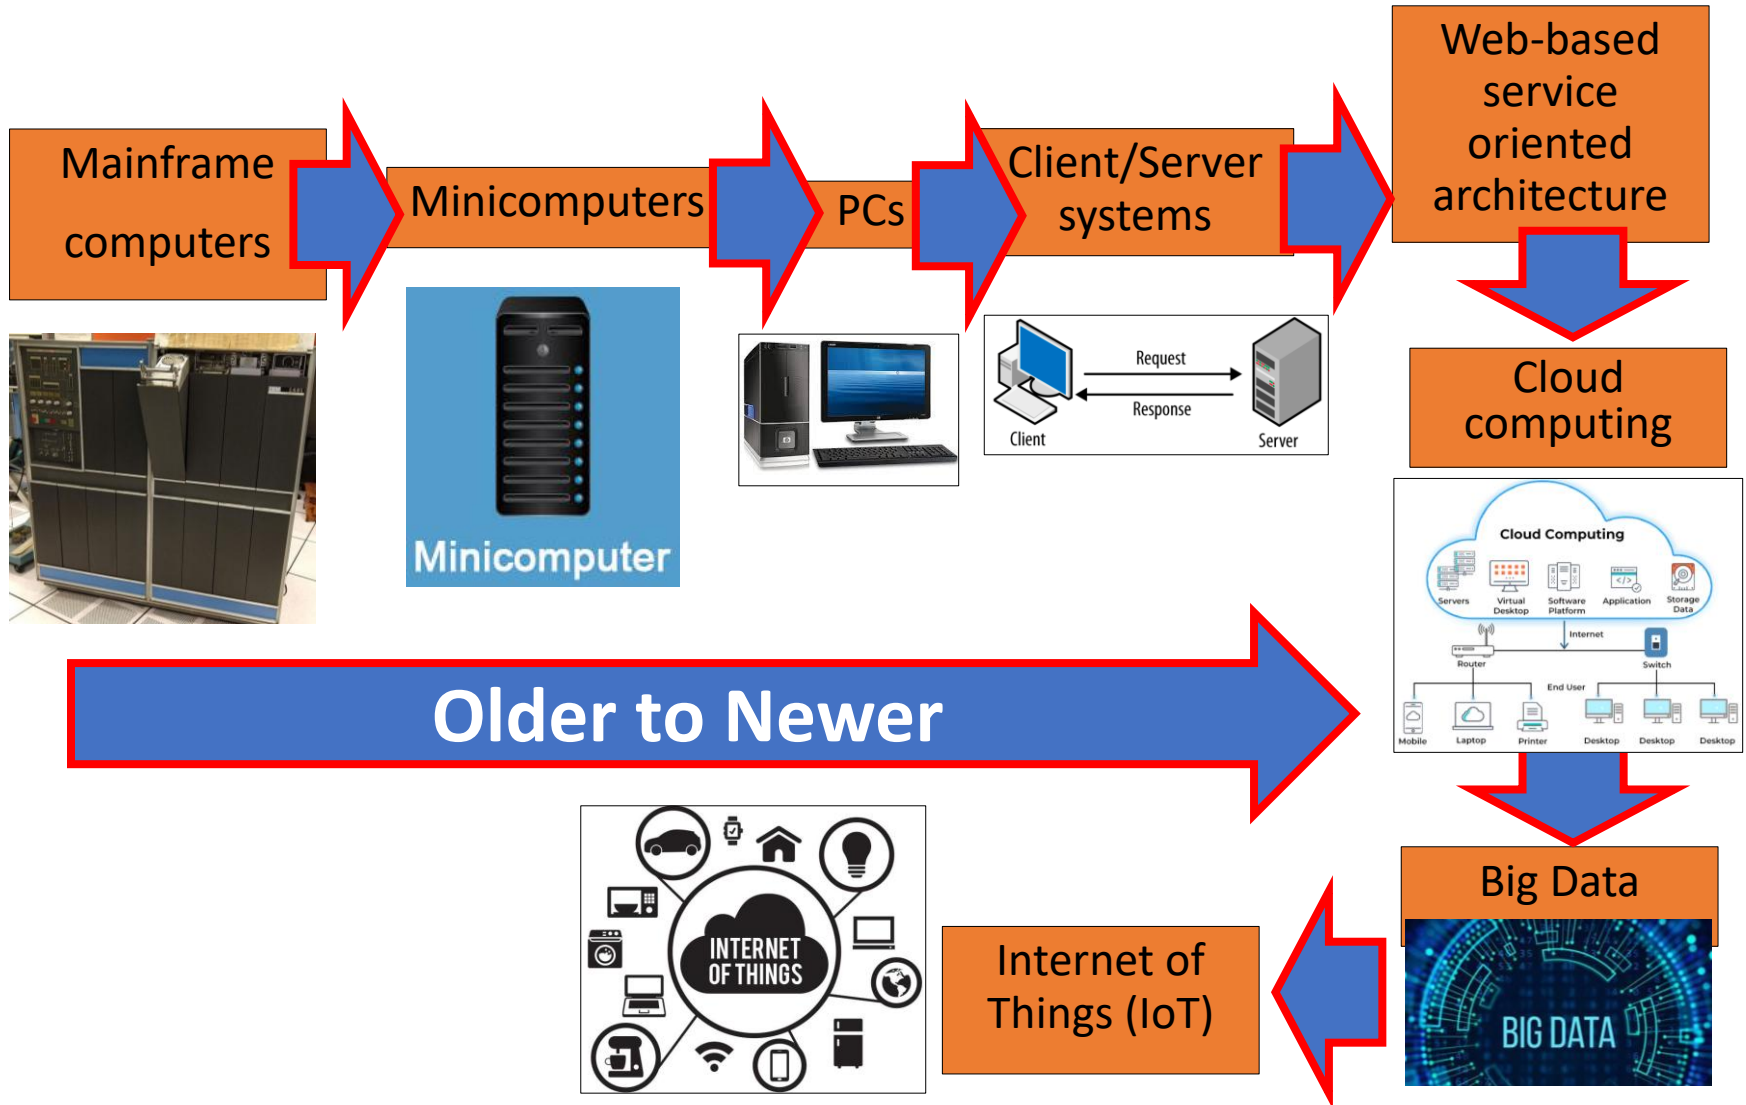 Mainframe
computers
Minicomputers
PCs
Client/Server
systems
Web-based
service
oriented
architecture
Minicomputer
Request
Response
Client
Server
Cloud
computing
Cloud Computing
Servers
Virtual
Desktop
Software
Platform
Application
Storage
Data
Internet
Router
Switch
End User
Mobile
Laptop
Printer
Desktop
Desktop
Desktop
Older to Newer
Big Data
BIG DATA
Internet of
Things (IoT)
INTERNET
OF THINGS